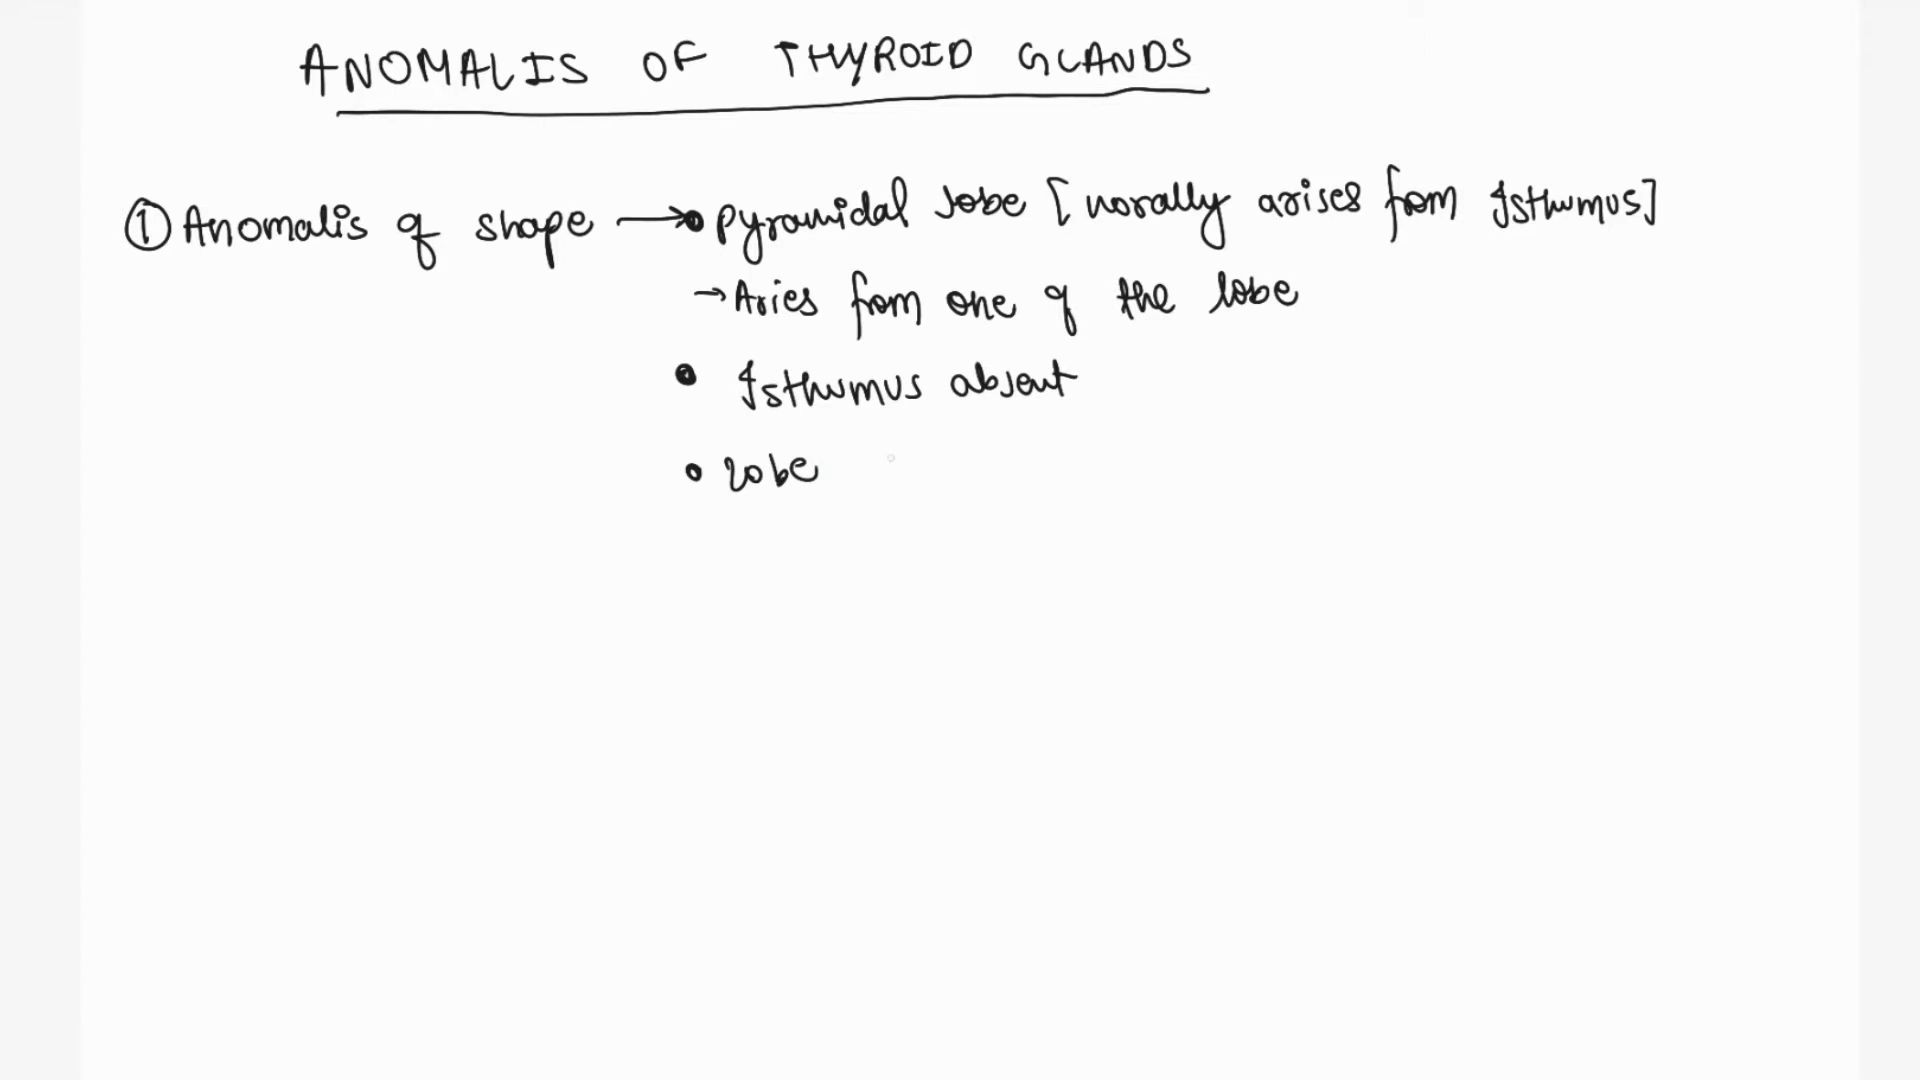 ANOMALIS OF THYROID GLANDS
① Anomalis of shape → • pyramidal lobe [norally arises from Isthumus]
→ Aries from one of the lobe
• Isthumus absent
• lobe